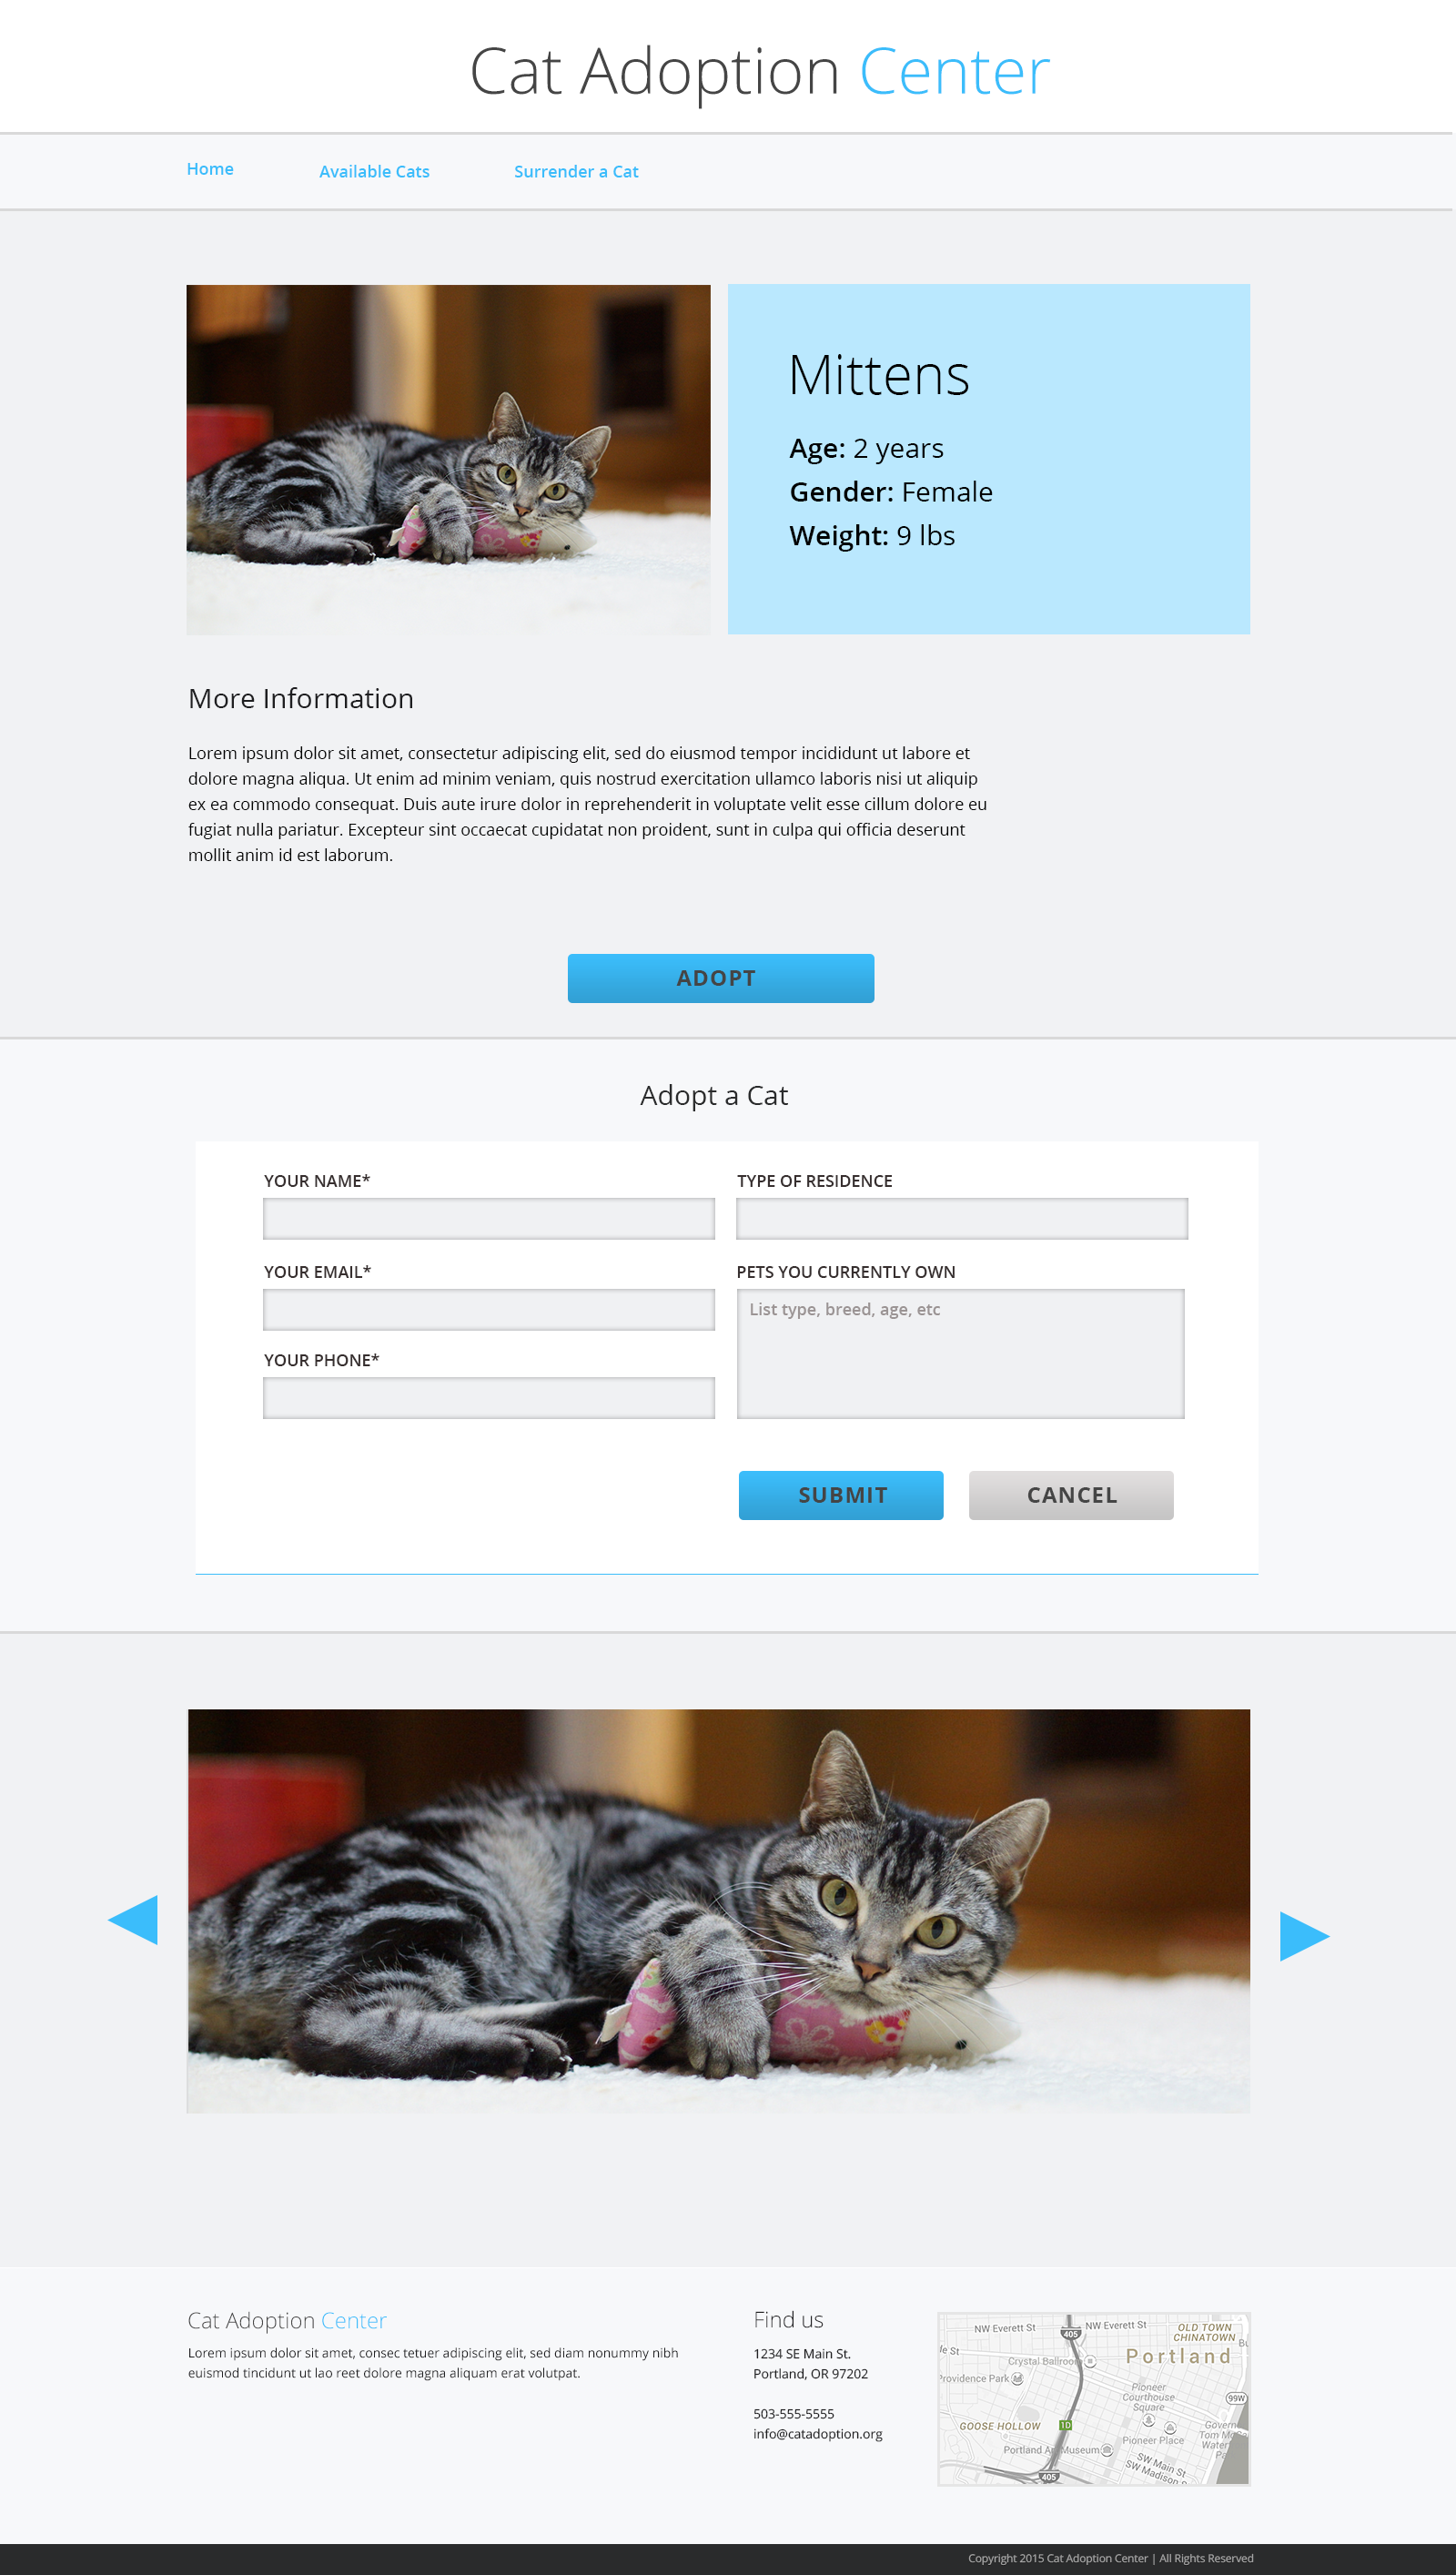 Cat Adoption Center
Home
Available Cats
Surrender a Cat
Mittens
Age: 2 years
Gender: Female
Weight: 9 lbs
More Information
Lorem ipsum dolor sit amet, consectetur adipiscing elit, sed do eiusmod tempor incididunt ut labore et
dolore magna aliqua. Ut enim ad minim veniam, quis nostrud exercitation ullamco laboris nisi ut aliquip
ex ea commodo consequat. Duis aute irure dolor in reprehenderit in voluptate velit esse cillum dolore eu
fugiat nulla pariatur. Excepteur sint occaecat cupidatat non proident, sunt in culpa qui officia deserunt
mollit anim id est laborum.
ADOPT
Adopt a Cat
YOUR NAME*
TYPE OF RESIDENCE
YOUR EMAIL*
PETS YOU CURRENTLY OWN
List type, breed, age, etc
YOUR PHONE*
SUBMIT
CANCEL
Cat Adoption Center
Lorem ipsum dolor sit amet, consec tetuer adipiscing elit, sed diam nonummy nibh
euismod tincidunt ut lao reet dolore magna aliquam erat volutpat.
Find us
1234 SE Main St.
Portland, OR 97202
503-555-5555
info@catadoption.org
NW Everett St
405
NW Everett St
OLD TOWN
CHINATOWN
Crystal Ballroom
Portland
Providence Park
Pioneer
Courthouse
Square
99W
GOOSE HOLLOW
10
Pioneer Place
Portland Art Museum
SW Main St
405
Copyright 2015 Cat Adoption Center | All Rights Reserved